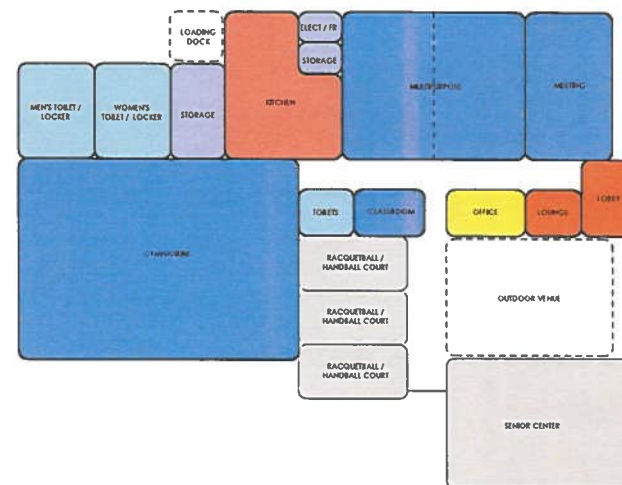 LOADING
DOCK
ELECT / FR
STORAGE
KITCHEN
MULTIPURPOSE
MEETING
MEN'S TOILET /
LOCKER
WOMEN'S
TOILET / LOCKER
STORAGE
LOBBY
GYMNASIUM
TOILETS
CLASSROOM
OFFICE
LOUNGE
RACQUETBALL /
HANDBALL COURT
OUTDOOR VENUE
RACQUETBALL /
HANDBALL COURT
RACQUETBALL /
HANDBALL COURT
SENIOR CENTER